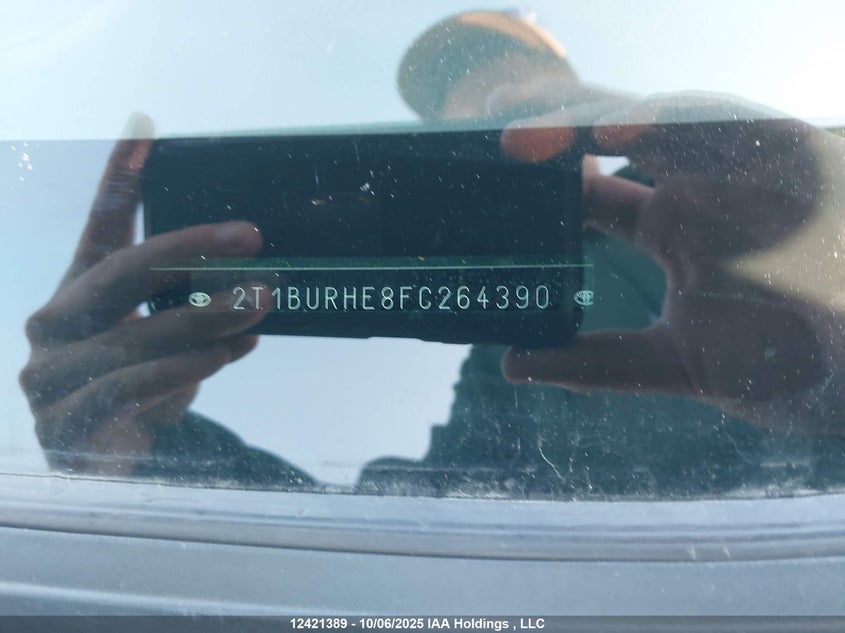 2T1BURHE8FC264390
12421389 - 10/06/2025 IAA Holdings , LLC